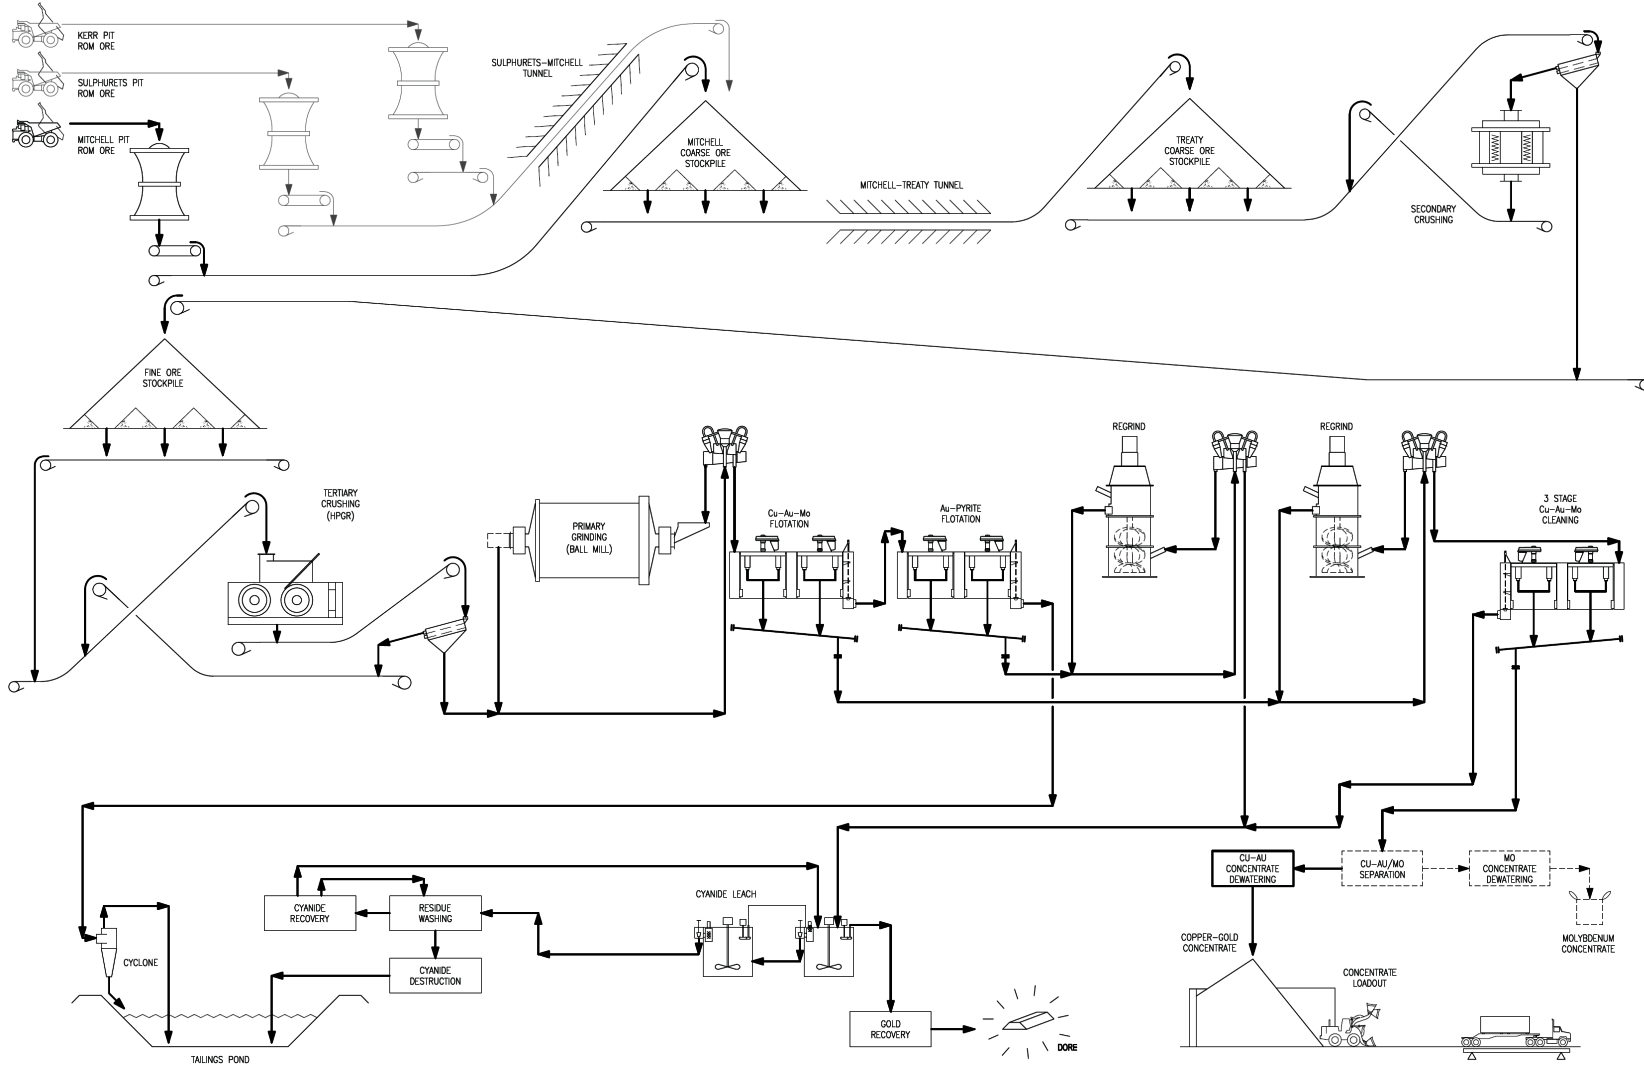 KERR PIT
ROM ORE
SULPHURETS PIT
ROM ORE
MITCHELL PIT
ROM ORE
SULPHURETS-MITCHELL
TUNNEL
MITCHELL
COARSE ORE
STOCKPILE
MITCHELL-TREATY TUNNEL
TREATY
COARSE ORE
STOCKPILE
SECONDARY
CRUSHING
FINE ORE
STOCKPILE
TERTIARY
CRUSHING
(HPGR)
PRIMARY
GRINDING
(BALL MILL)
Cu-Au-Mo
FLOTATION
Au-PYRITE
FLOTATION
REGRIND
REGRIND
3 STAGE
Cu-Au-Mo
CLEANING
CU-AU
CONCENTRATE
DEWATERING
CU-AU/MO
SEPARATION
MO
CONCENTRATE
DEWATERING
MOLYBDENUM
CONCENTRATE
CYANIDE
RECOVERY
RESIDUE
WASHING
CYANIDE LEACH
CYCLONE
CYANIDE
DESTRUCTION
TAILINGS POND
GOLD
RECOVERY
DORE
COPPER-GOLD
CONCENTRATE
CONCENTRATE
LOADOUT